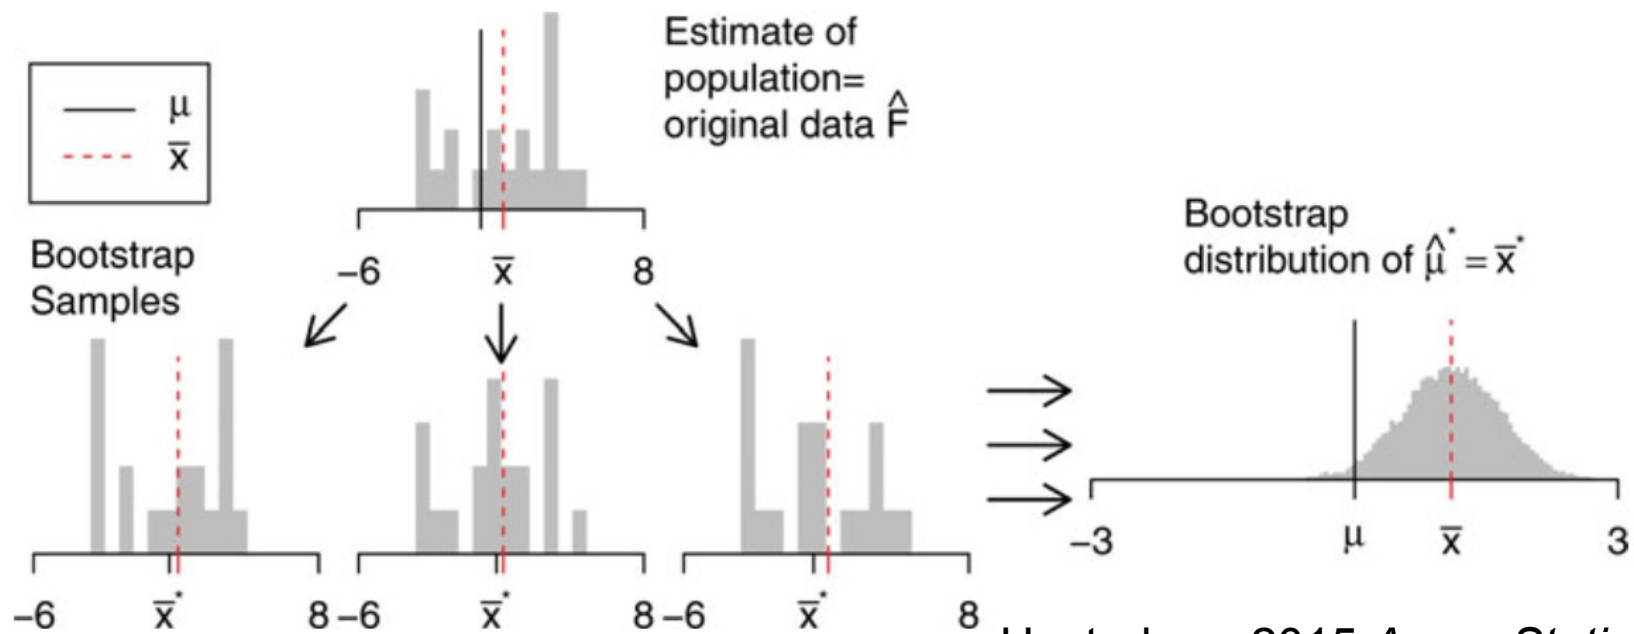 μ
x̄
Estimate of
population=
original data F̂
−6 x̄ 8
Bootstrap
Samples
−6 x̄* 8
−6 x̄* 8
−6 x̄* 8
Bootstrap
distribution of μ̂* = x̄*
−3 μ x̄ 3
2015